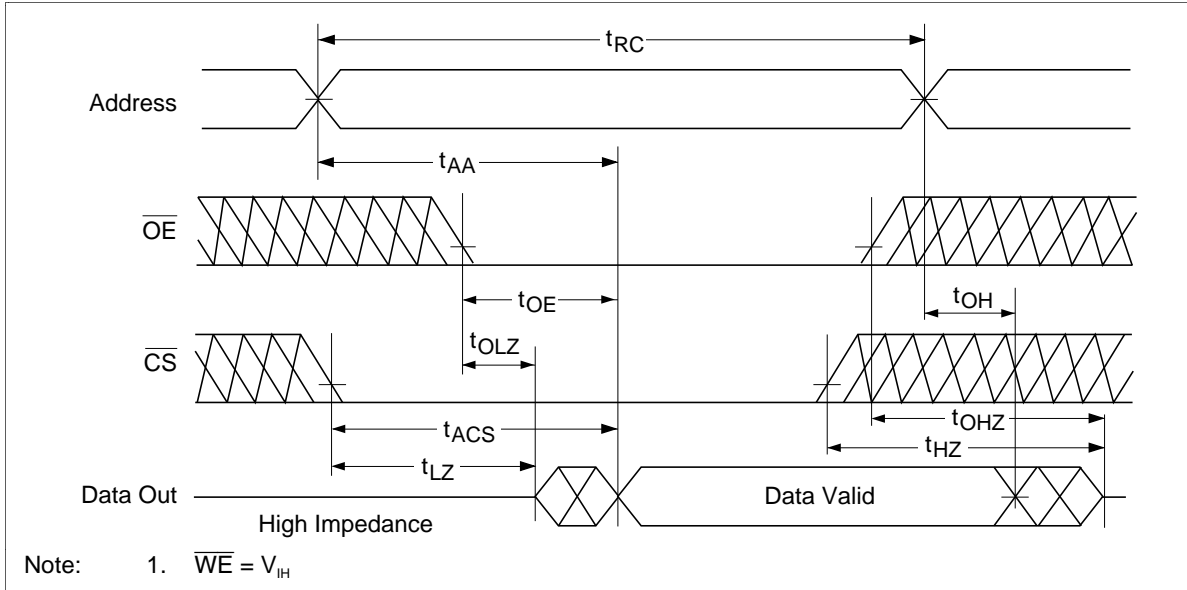 tRC
Address
tAA
OE
tOE
tOH
tOLZ
CS
tACS
tOHZ
tHZ
tLZ
Data Out
Data Valid
High Impedance
Note: 1. WE = VIH